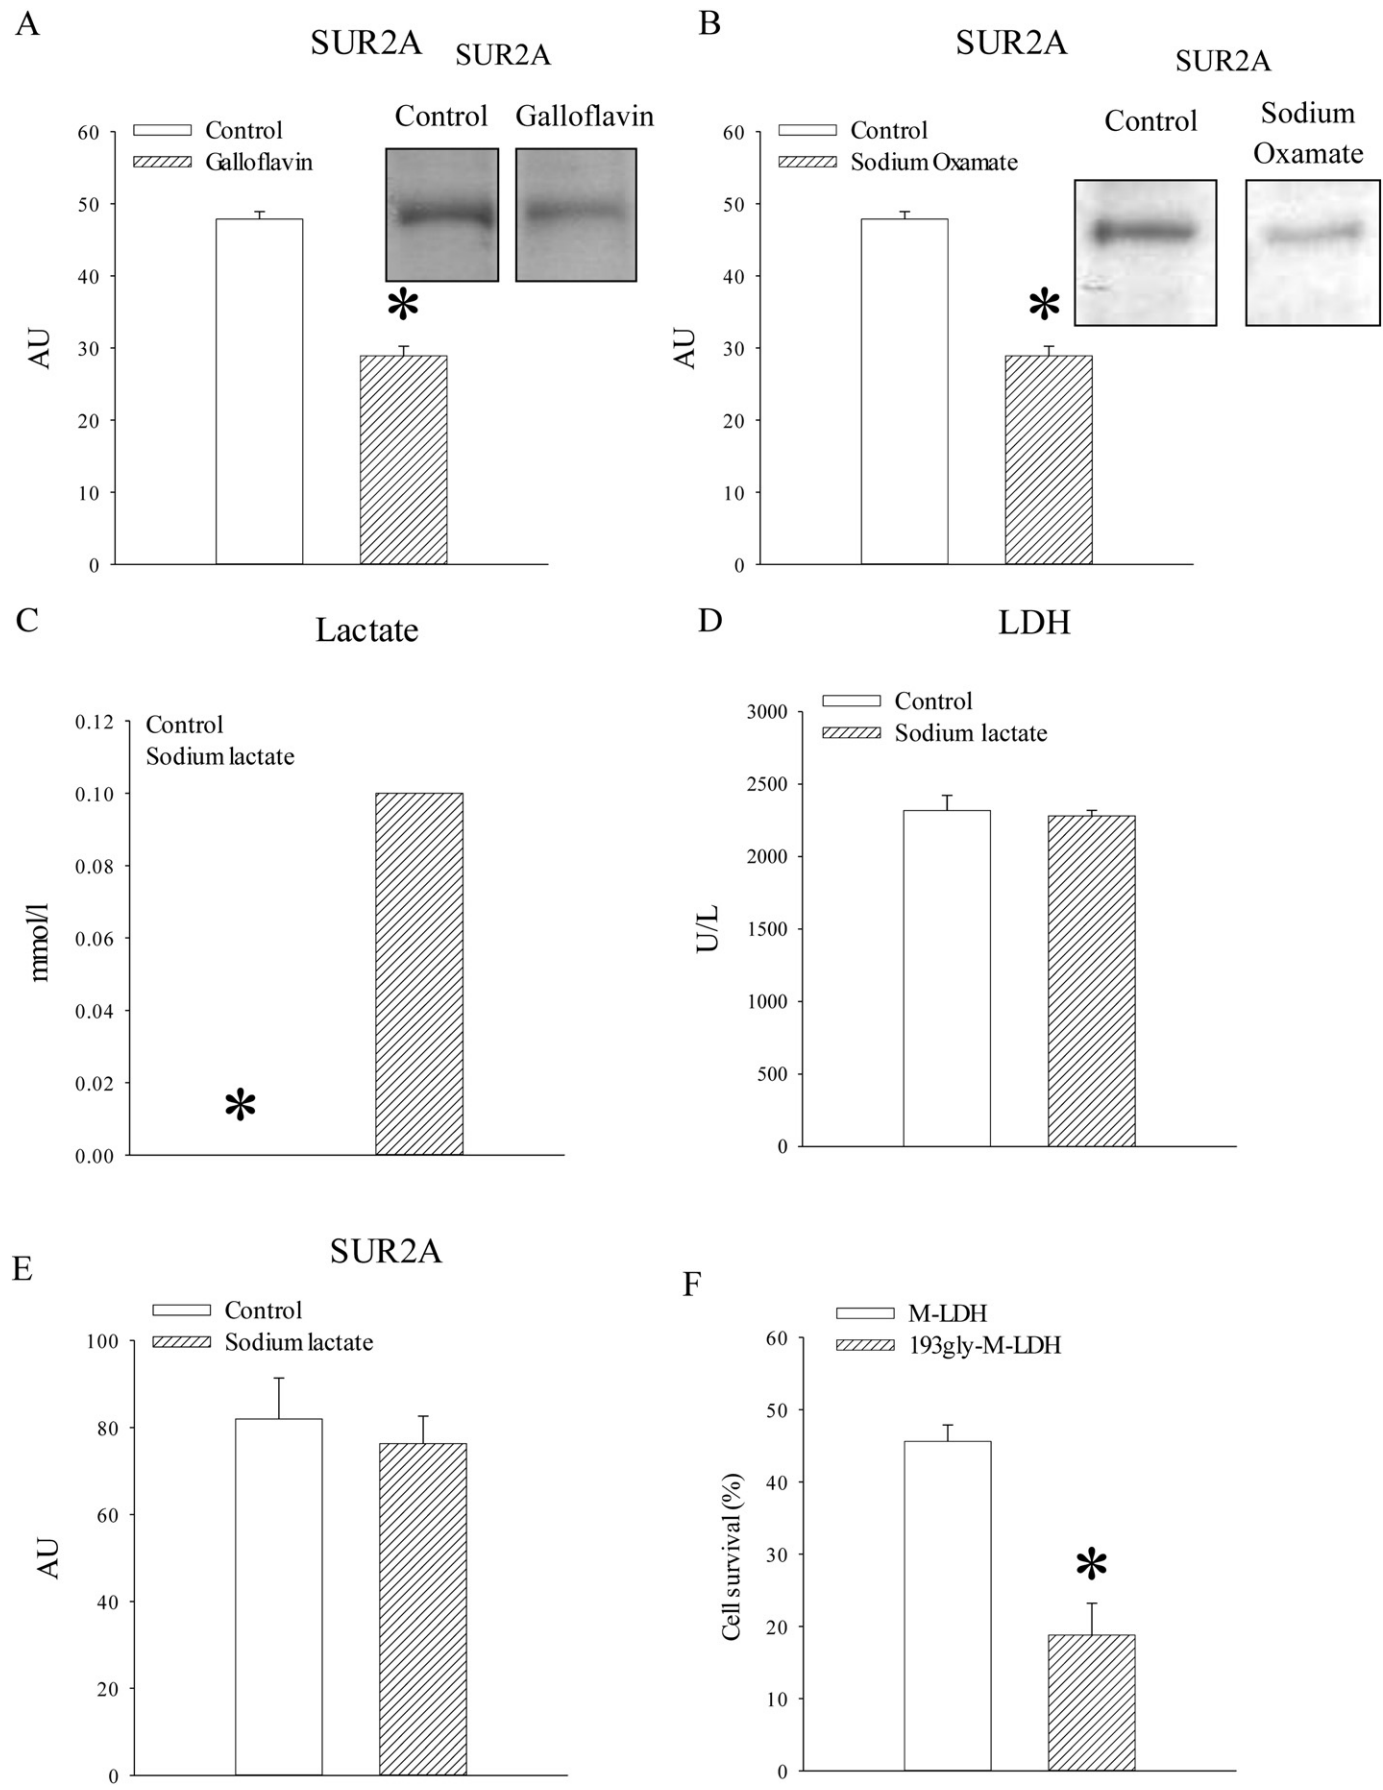 A
SUR2A
SUR2A
Control
Galloflavin
Control
Galloflavin
60
50
40
30
20
10
0
AU
*
B
SUR2A
SUR2A
Control
Sodium Oxamate
Control
Sodium
Oxamate
60
50
40
30
20
10
0
AU
*
C
Lactate
Control
Sodium lactate
0.12
0.10
0.08
0.06
0.04
0.02
0.00
mmol/l
*
D
LDH
Control
Sodium lactate
3000
2500
2000
1500
1000
500
0
U/L
E
SUR2A
Control
Sodium lactate
100
80
60
40
20
0
AU
F
M-LDH
193gly-M-LDH
60
50
40
30
20
10
0
Cell survival (%)
*